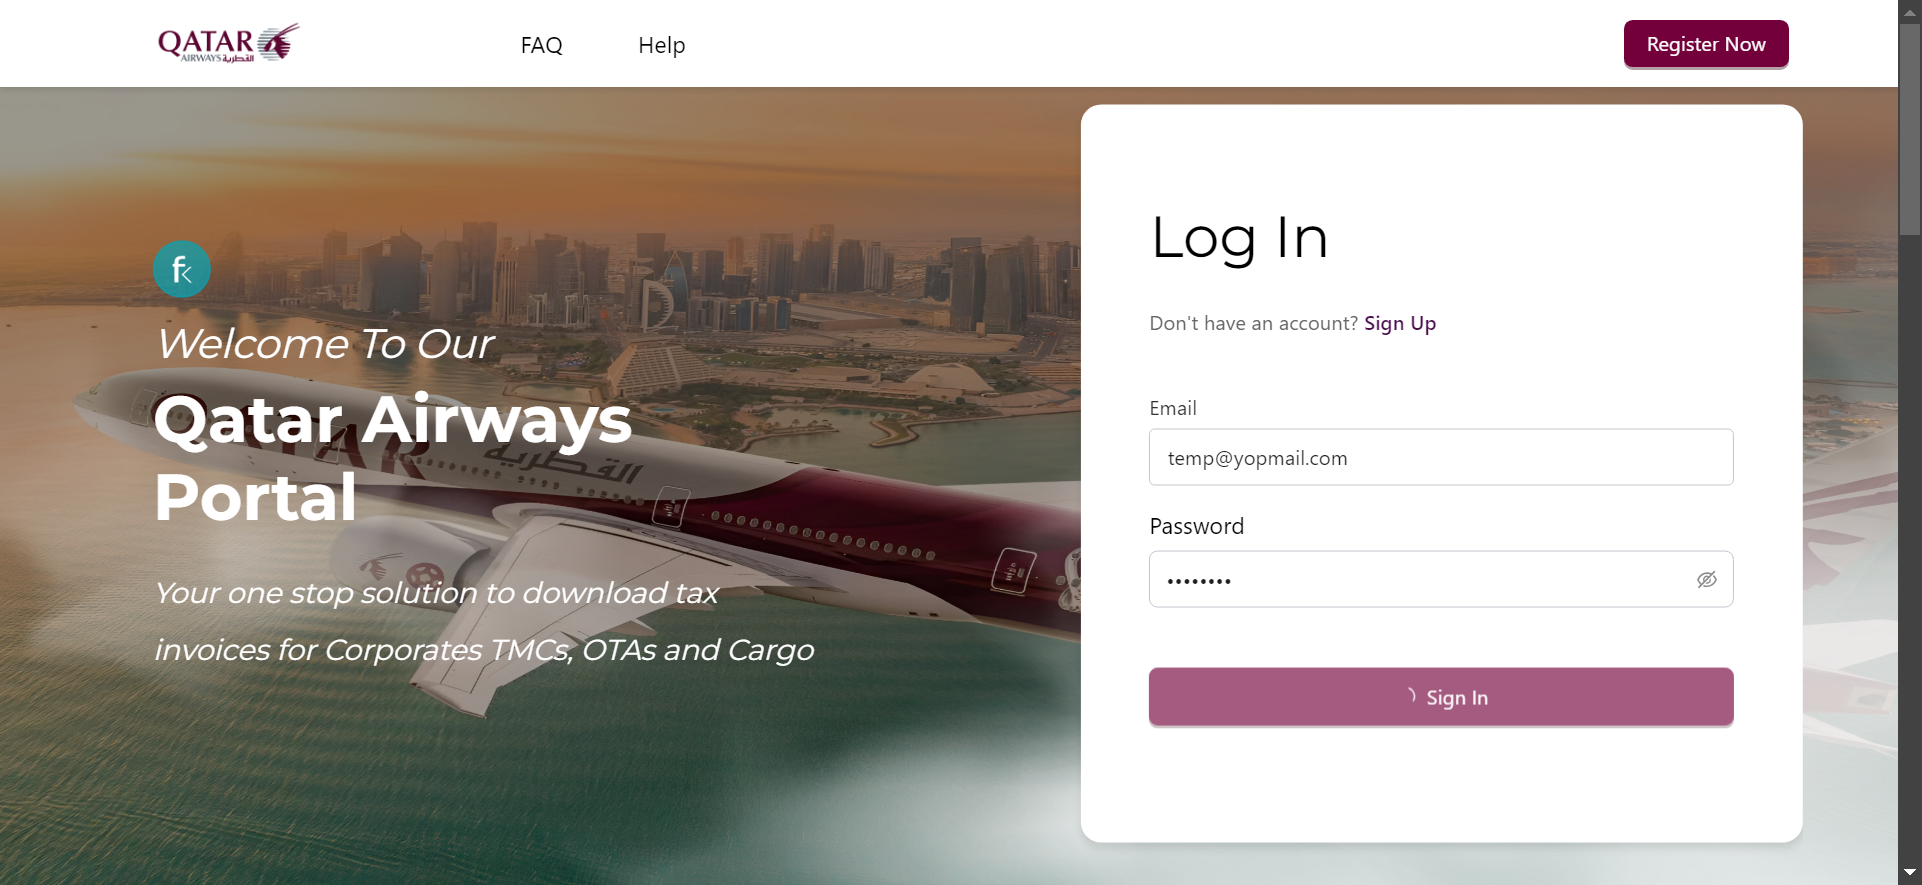 QATAR
AIRWAYS القطرية
FAQ
Help
Register Now
Welcome To Our
Qatar Airways
Portal
Your one stop solution to download tax
invoices for Corporates TMCs, OTAs and Cargo
QATAR
القطرية
Log In
Don't have an account? Sign Up
Email
temp@yopmail.com
Password
••••••••
Sign In